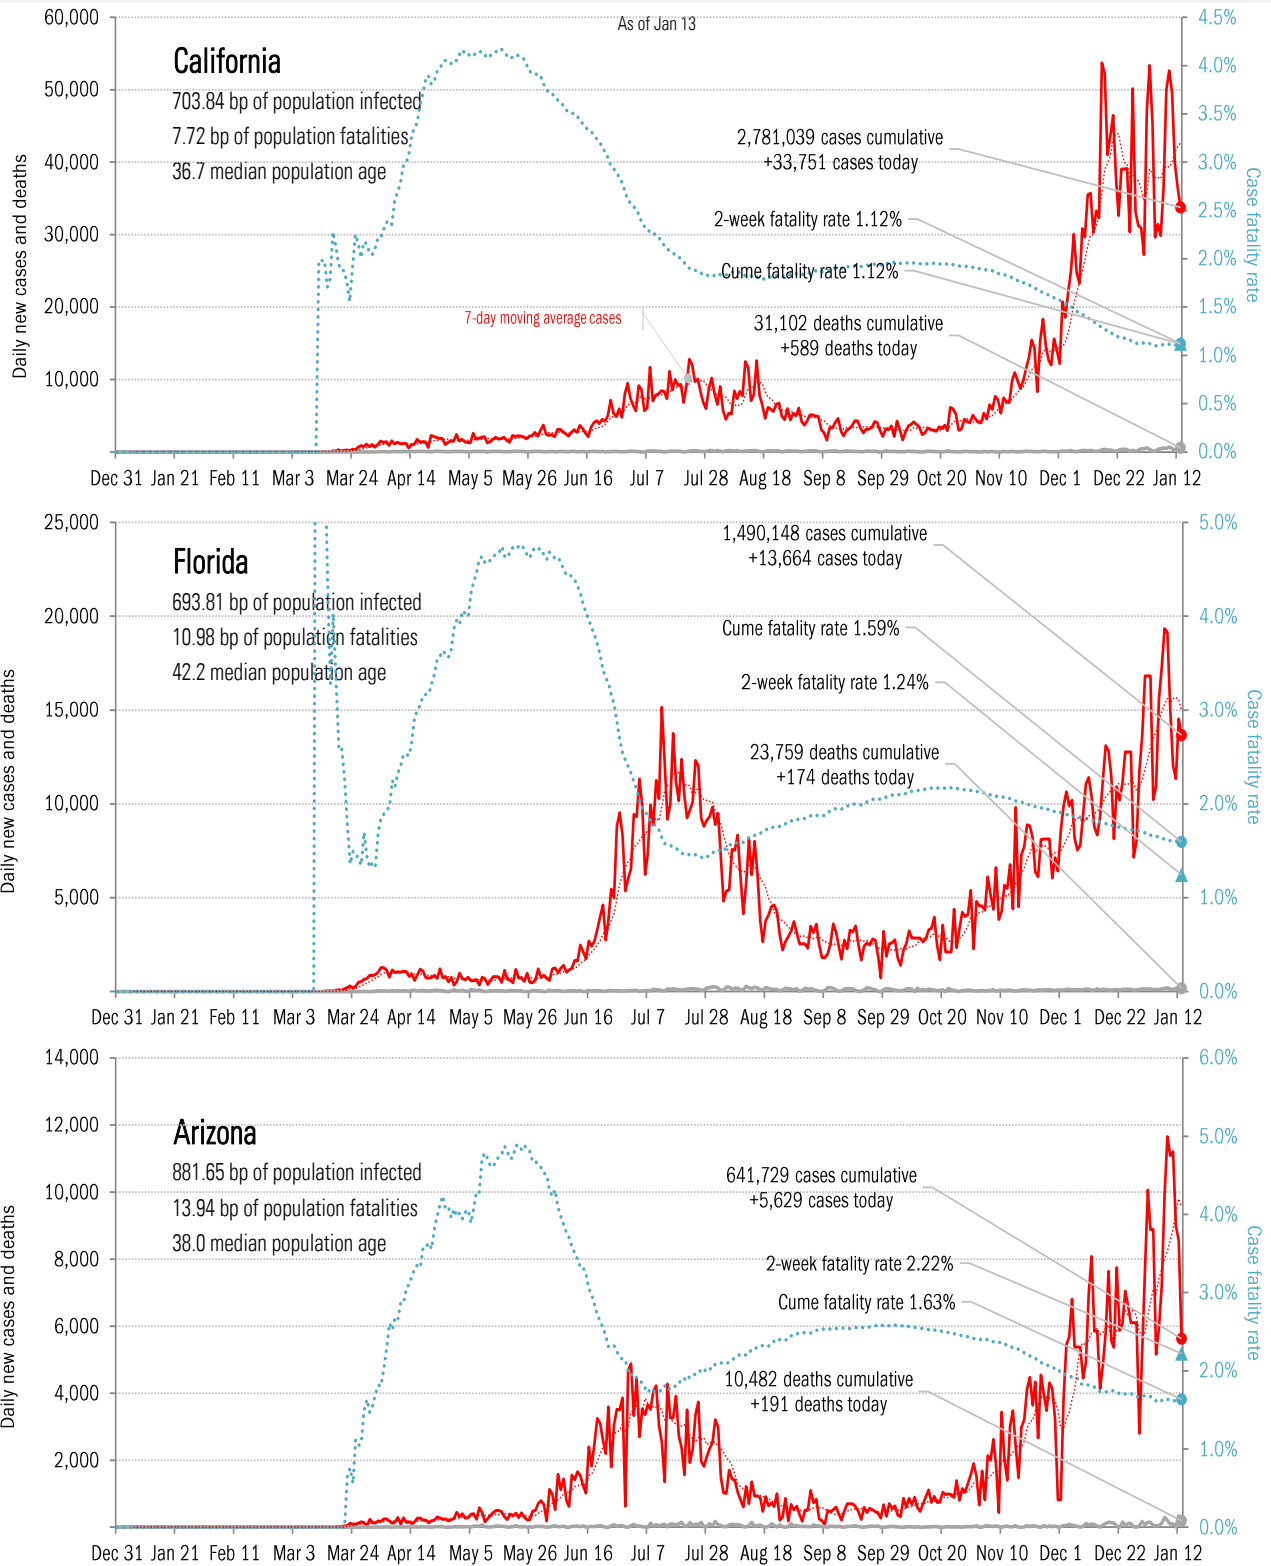 As of Jan 13
60,000
50,000
40,000
30,000
20,000
10,000
4.5%
4.0%
3.5%
3.0%
2.5%
2.0%
1.5%
1.0%
0.5%
0.0%
Daily new cases and deaths
Case fatality rate
California
703.84 bp of population infected
7.72 bp of population fatalities
36.7 median population age
2,781,039 cases cumulative
+33,751 cases today
2-week fatality rate 1.12%
Cume fatality rate 1.12%
7-day moving average cases
31,102 deaths cumulative
+589 deaths today
Dec 31 Jan 21 Feb 11 Mar 3 Mar 24 Apr 14 May 5 May 26 Jun 16 Jul 7 Jul 28 Aug 18 Sep 8 Sep 29 Oct 20 Nov 10 Dec 1 Dec 22 Jan 12
25,000
20,000
15,000
10,000
5,000
5.0%
4.0%
3.0%
2.0%
1.0%
0.0%
Daily new cases and deaths
Case fatality rate
Florida
693.81 bp of population infected
10.98 bp of population fatalities
42.2 median population age
1,490,148 cases cumulative
+13,664 cases today
Cume fatality rate 1.59%
2-week fatality rate 1.24%
23,759 deaths cumulative
+174 deaths today
Dec 31 Jan 21 Feb 11 Mar 3 Mar 24 Apr 14 May 5 May 26 Jun 16 Jul 7 Jul 28 Aug 18 Sep 8 Sep 29 Oct 20 Nov 10 Dec 1 Dec 22 Jan 12
14,000
12,000
10,000
8,000
6,000
4,000
2,000
6.0%
5.0%
4.0%
3.0%
2.0%
1.0%
0.0%
Daily new cases and deaths
Case fatality rate
Arizona
881.65 bp of population infected
13.94 bp of population fatalities
38.0 median population age
641,729 cases cumulative
+5,629 cases today
2-week fatality rate 2.22%
Cume fatality rate 1.63%
10,482 deaths cumulative
+191 deaths today
Dec 31 Jan 21 Feb 11 Mar 3 Mar 24 Apr 14 May 5 May 26 Jun 16 Jul 7 Jul 28 Aug 18 Sep 8 Sep 29 Oct 20 Nov 10 Dec 1 Dec 22 Jan 12